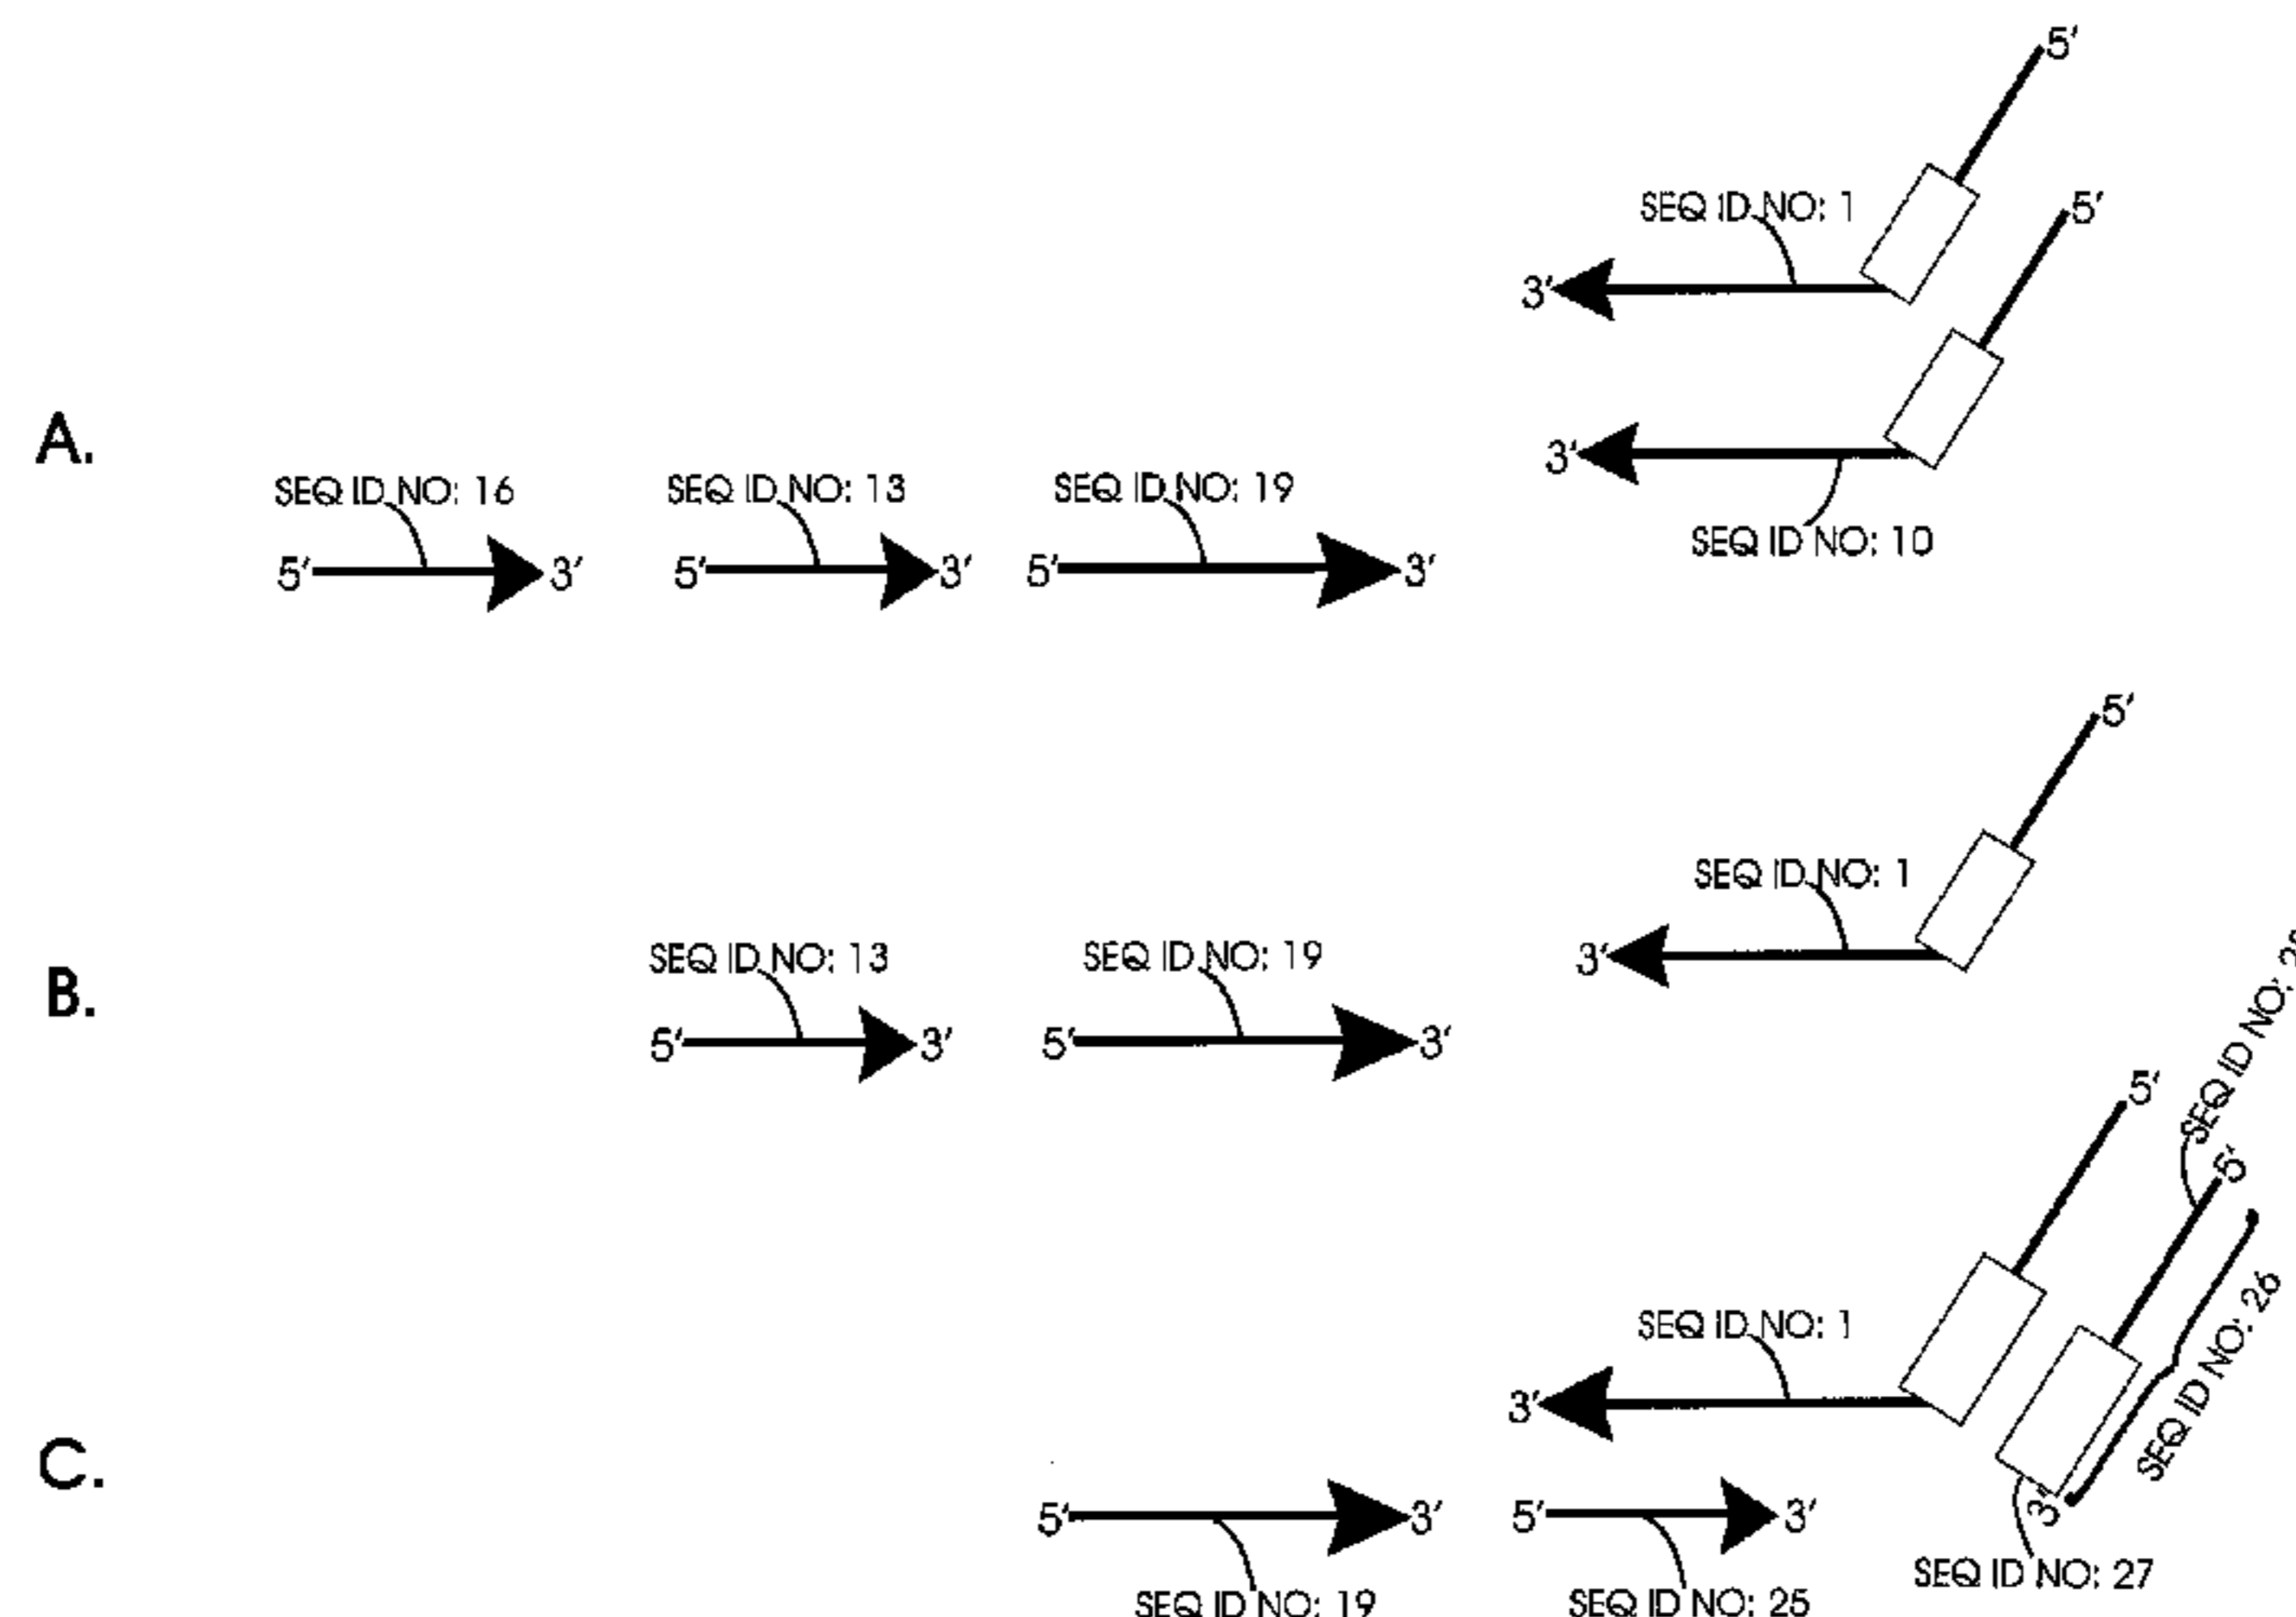 5'
SEQ ID NO: 1
5'
3'
A.
3'
SEQ ID NO: 16
SEQ ID NO: 13
SEQ ID NO: 19
SEQ ID NO: 10
5'
3'
5'
3'
5'
3'
5'
SEQ ID NO: 1
B.
SEQ ID NO: 13
SEQ ID NO: 19
3'
5'
3'
5'
3'
SEQ ID NO:
5'
5'
SEQ ID NO: 26
SEQ ID NO: 1
3'
C.
5'
3'
5'
3'
3'
SEQ ID NO: 27
SEQ ID NO: 19
SEQ ID NO: 25